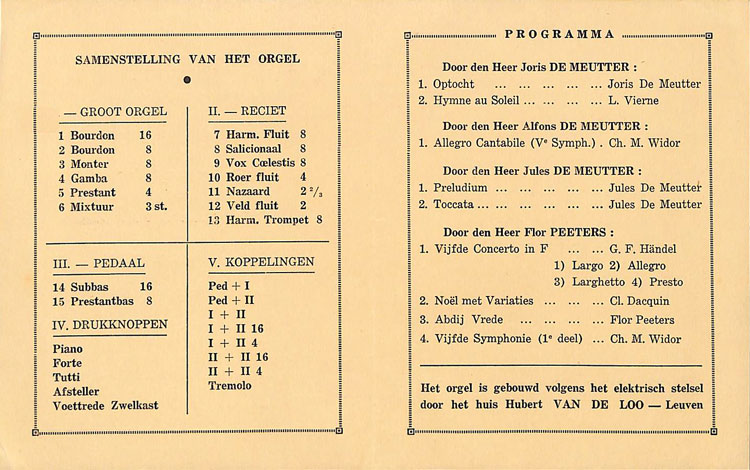 SAMENSTELLING VAN HET ORGEL
— GROOT ORGEL
1 Bourdon 16
2 Bourdon 8
3 Monter 8
4 Gamba 8
5 Prestant 4
6 Mixtuur 3 st.
II. — RECIET
7 Harm. Fluit 8
8 Salicionaal 8
9 Vox Cœlestis 8
10 Roer fluit 4
11 Nazaard 2 2/3
12 Veld fluit 2
13 Harm. Trompet 8
III. — PEDAAL
14 Subbas 16
15 Prestantbas 8
IV. DRUKKNOPPEN
Piano
Forte
Tutti
Afsteller
Voettrede Zwelkast
V. KOPPELINGEN
Ped + I
Ped + II
I + II
I + II 16
I + II 4
II + II 16
II + II 4
Tremolo
PROGRAMMA
Door den Heer Joris DE MEUTTER :
1. Optocht ... ... ... ... ... Joris De Meutter
2. Hymne au Soleil ... ... ... ... L. Vierne
Door den Heer Alfons DE MEUTTER :
1. Allegro Cantabile (Ve Symph.) . Ch. M. Widor
Door den Heer Jules DE MEUTTER :
1. Preludium ... ... ... ... ... Jules De Meutter
2. Toccata ... ... ... ... ... ... Jules De Meutter
Door den Heer Flor PEETERS :
1. Vijfde Concerto in F ... ... G. F. Händel
1) Largo 2) Allegro
3) Larghetto 4) Presto
2. Noël met Variaties ... ... ... Cl. Dacquin
3. Abdij Vrede ... ... ... ... Flor Peeters
4. Vijfde Symphonie (1e deel) ... Ch. M. Widor
Het orgel is gebouwd volgens het elektrisch stelsel
door het huis Hubert VAN DE LOO — Leuven